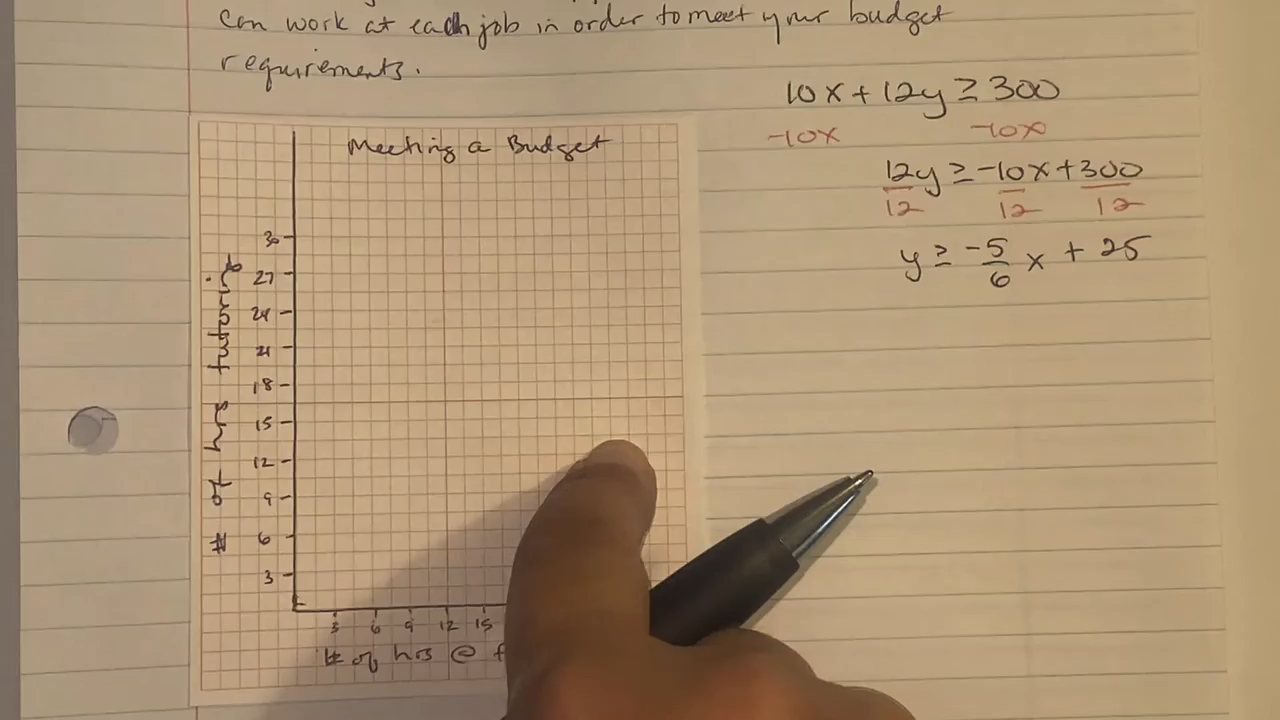 can work at each job in order to meet your budget
requirements.
10x + 12y ≥ 300
-10x -10x
12y ≥ -10x + 300
12 12 12
y ≥ -5/6 x + 25
Meeting a Budget
# of hrs tutoring
30
27
24
21
18
15
12
9
6
3
3 6 9 12 15
# of hrs @ f